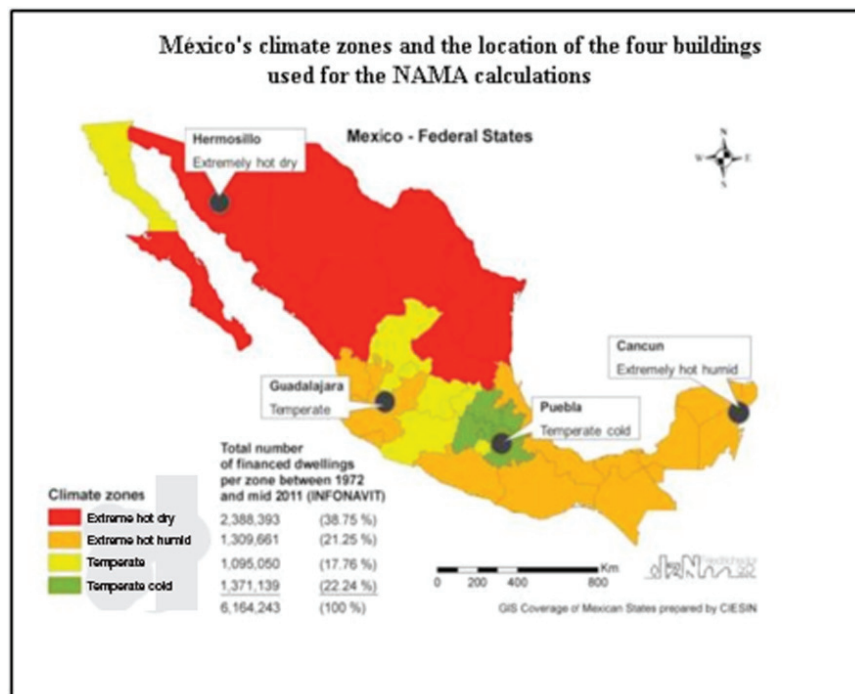 México's climate zones and the location of the four buildings
used for the NAMA calculations
Mexico - Federal States
N
W E
S
Hermosillo
Extremely hot dry
Cancun
Extremely hot humid
Guadalajara
Temperate
Puebla
Temperate cold
Total number
of financed dwellings
per zone between 1972
and mid 2011 (INFONAVIT)
Climate zones
Extreme hot dry 2,388,393 (38.75 %)
Extreme hot humid 1,309,661 (21.25 %)
Temperate 1,095,050 (17.76 %)
Temperate cold 1,371,139 (22.24 %)
6,164,243 (100 %)
Km
0 200 400 800
GIS Coverage of Mexican States prepared by CIESIN